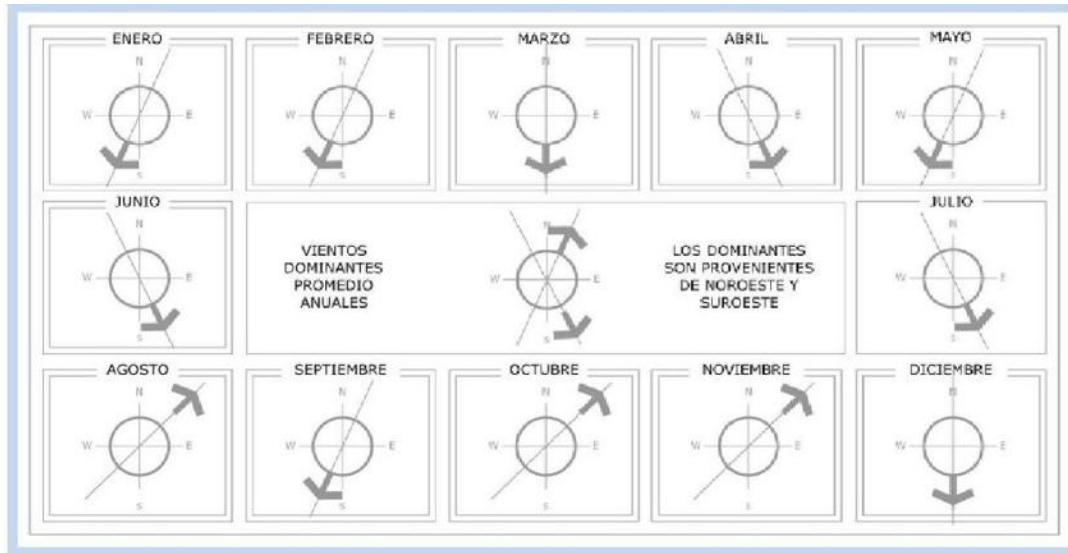 ENERO
N
W
E
S
FEBRERO
N
W
E
S
MARZO
N
W
E
S
ABRIL
N
W
E
S
MAYO
N
W
E
S
JUNIO
N
W
E
S
VIENTOS
DOMINANTES
PROMEDIO
ANUALES
N
W
E
S
LOS DOMINANTES
SON PROVENIENTES
DE NOROESTE Y
SUROESTE
JULIO
N
W
E
S
AGOSTO
N
W
E
S
SEPTIEMBRE
N
W
E
S
OCTUBRE
N
W
E
S
NOVIEMBRE
N
W
E
S
DICIEMBRE
N
W
E